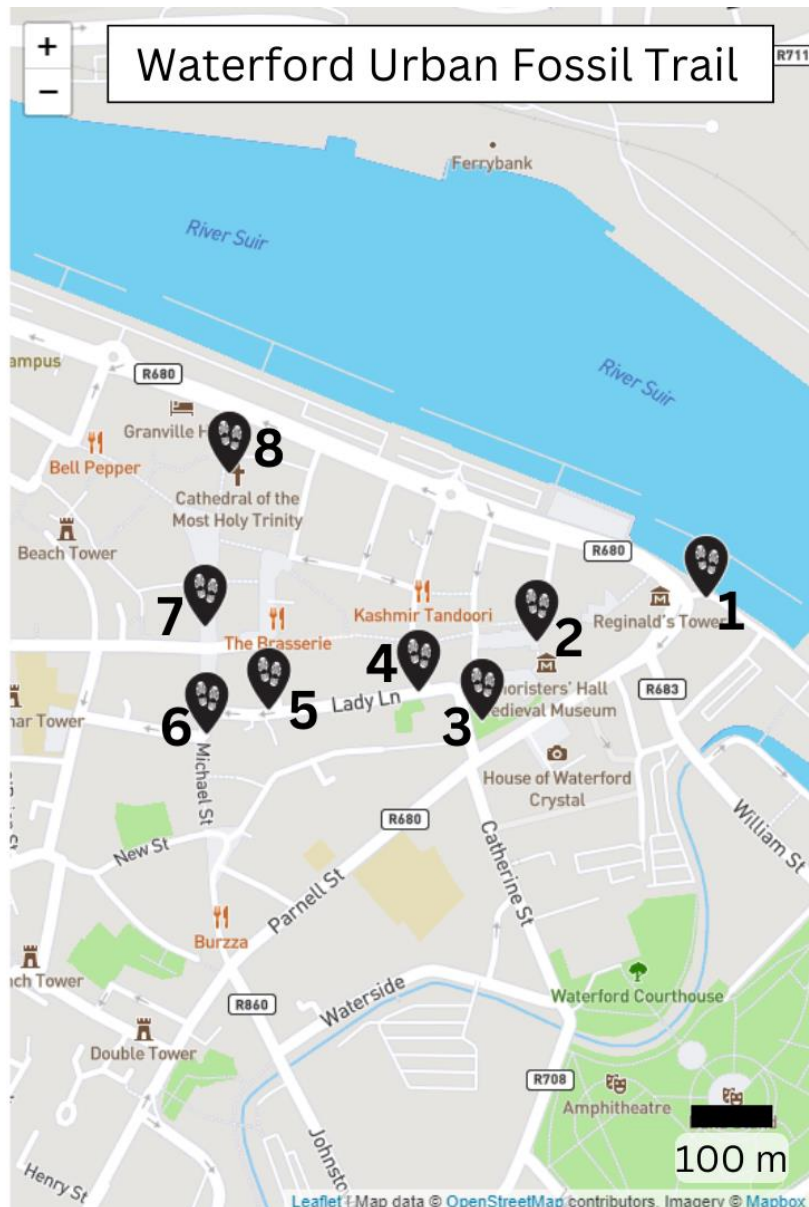 +
−
Waterford Urban Fossil Trail
R711
Ferrybank
River Suir
River Suir
ampus
R680
Granville H
8
Bell Pepper
Cathedral of the
Most Holy Trinity
Beach Tower
R680
7
Kashmir Tandoori
The Brasserie
2
1
Reginald's Tower
4
5
Lady Ln
3
horisters' Hall
edieval Museum
R683
nar Tower
6
Michael St
House of Waterford
Crystal
R680
William St
New St
Parnell St
Catherine St
Burzza
nch Tower
Waterford Courthouse
R860
Waterside
Double Tower
R708
Amphitheatre
Johnsto
100 m
Henry St
Leaflet | Map data © OpenStreetMap contributors, Imagery © Mapbox